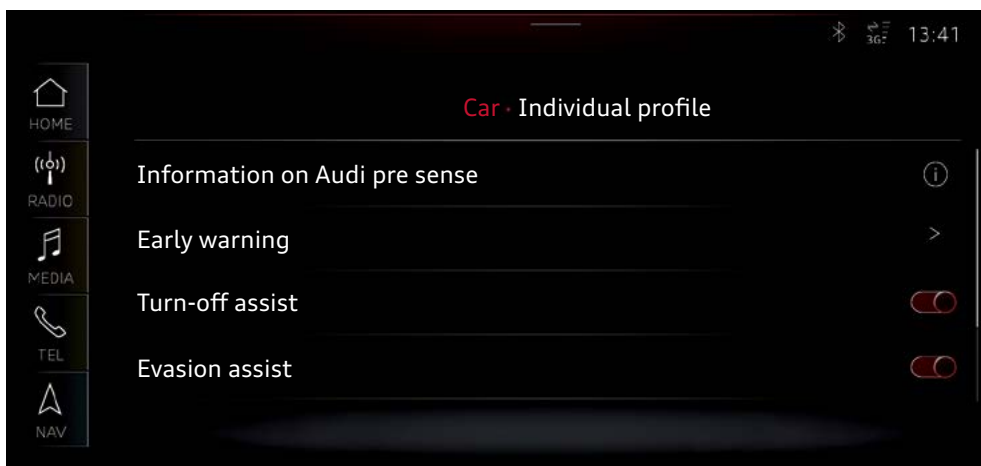 3G 13:41
Car · Individual profile
HOME
Information on Audi pre sense
RADIO
Early warning
MEDIA
Turn-off assist
TEL
Evasion assist
NAV